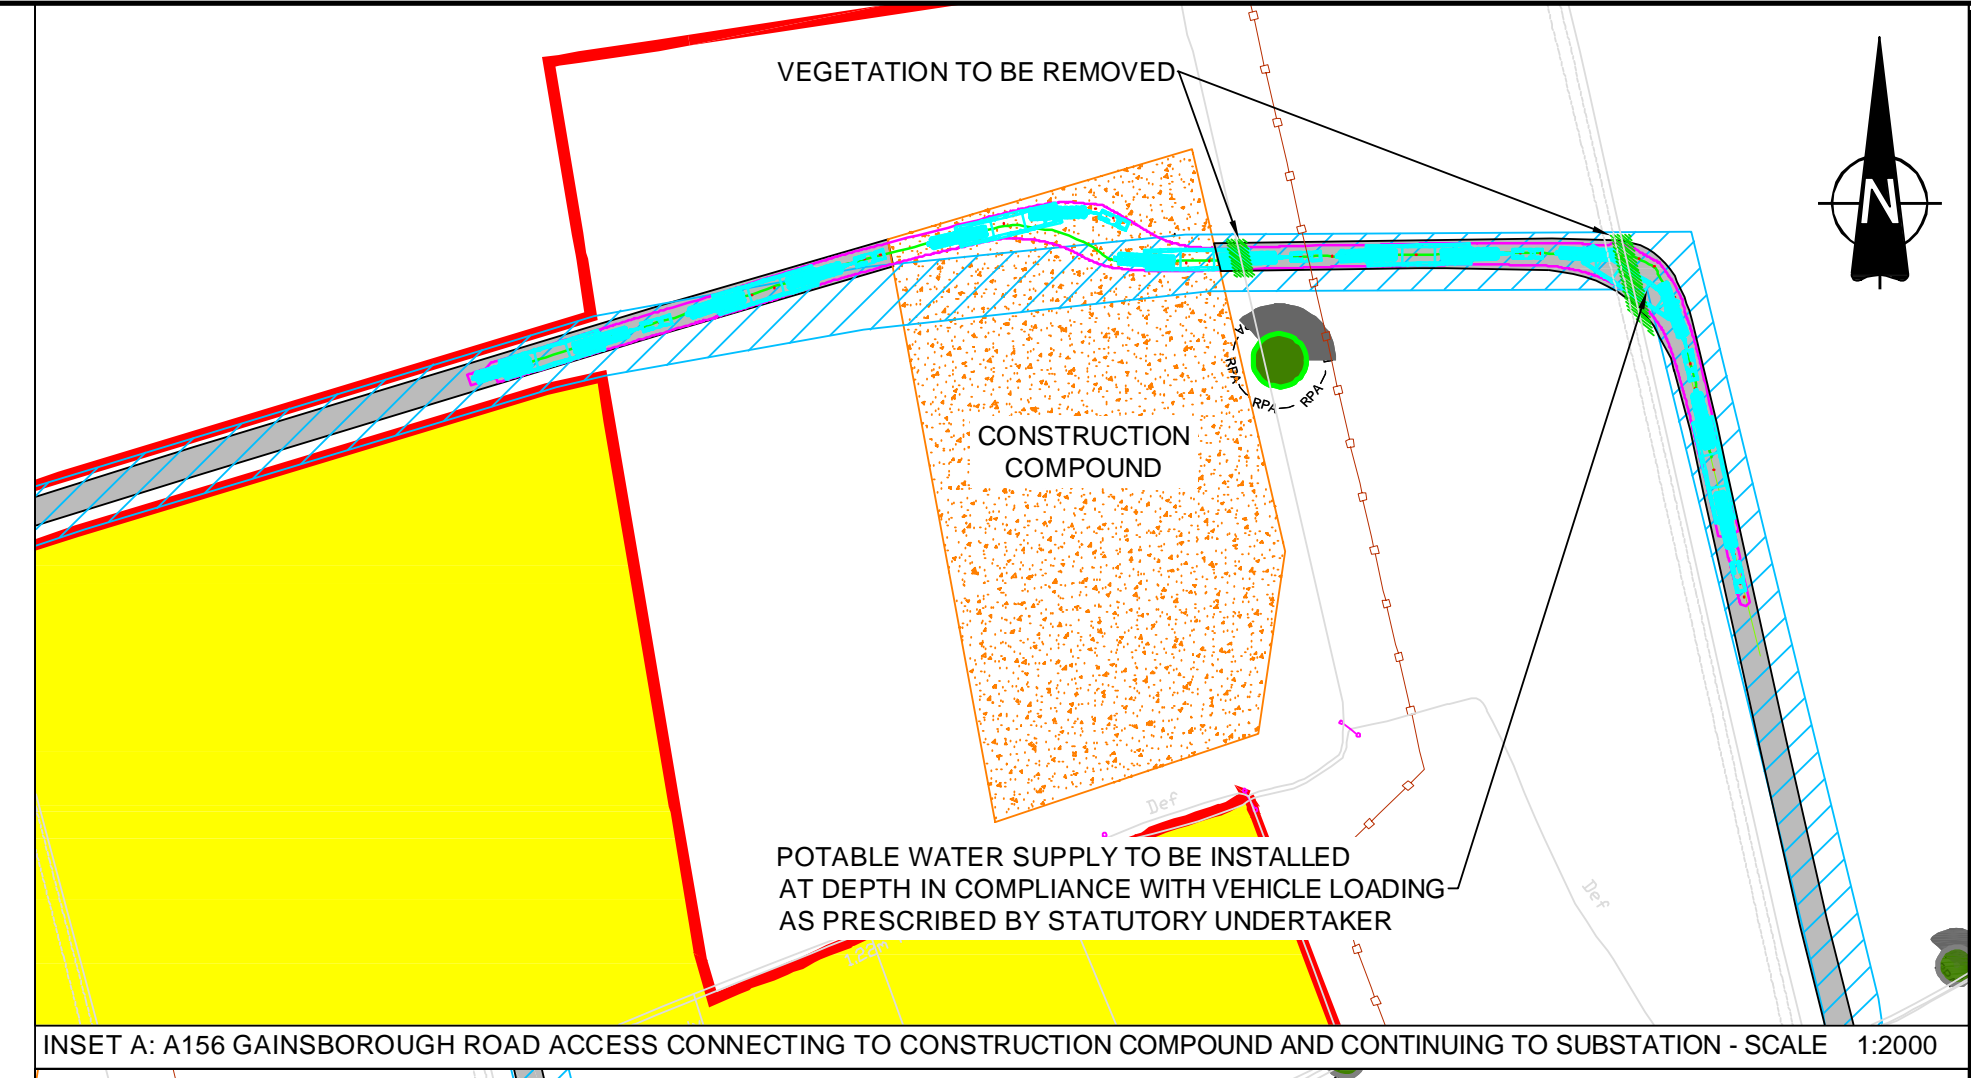 VEGETATION TO BE REMOVED
N
RPA
RPA
RPA
CONSTRUCTION
COMPOUND
Def
POTABLE WATER SUPPLY TO BE INSTALLED
AT DEPTH IN COMPLIANCE WITH VEHICLE LOADING
AS PRESCRIBED BY STATUTORY UNDERTAKER
Def
INSET A: A156 GAINSBOROUGH ROAD ACCESS CONNECTING TO CONSTRUCTION COMPOUND AND CONTINUING TO SUBSTATION - SCALE 1:2000